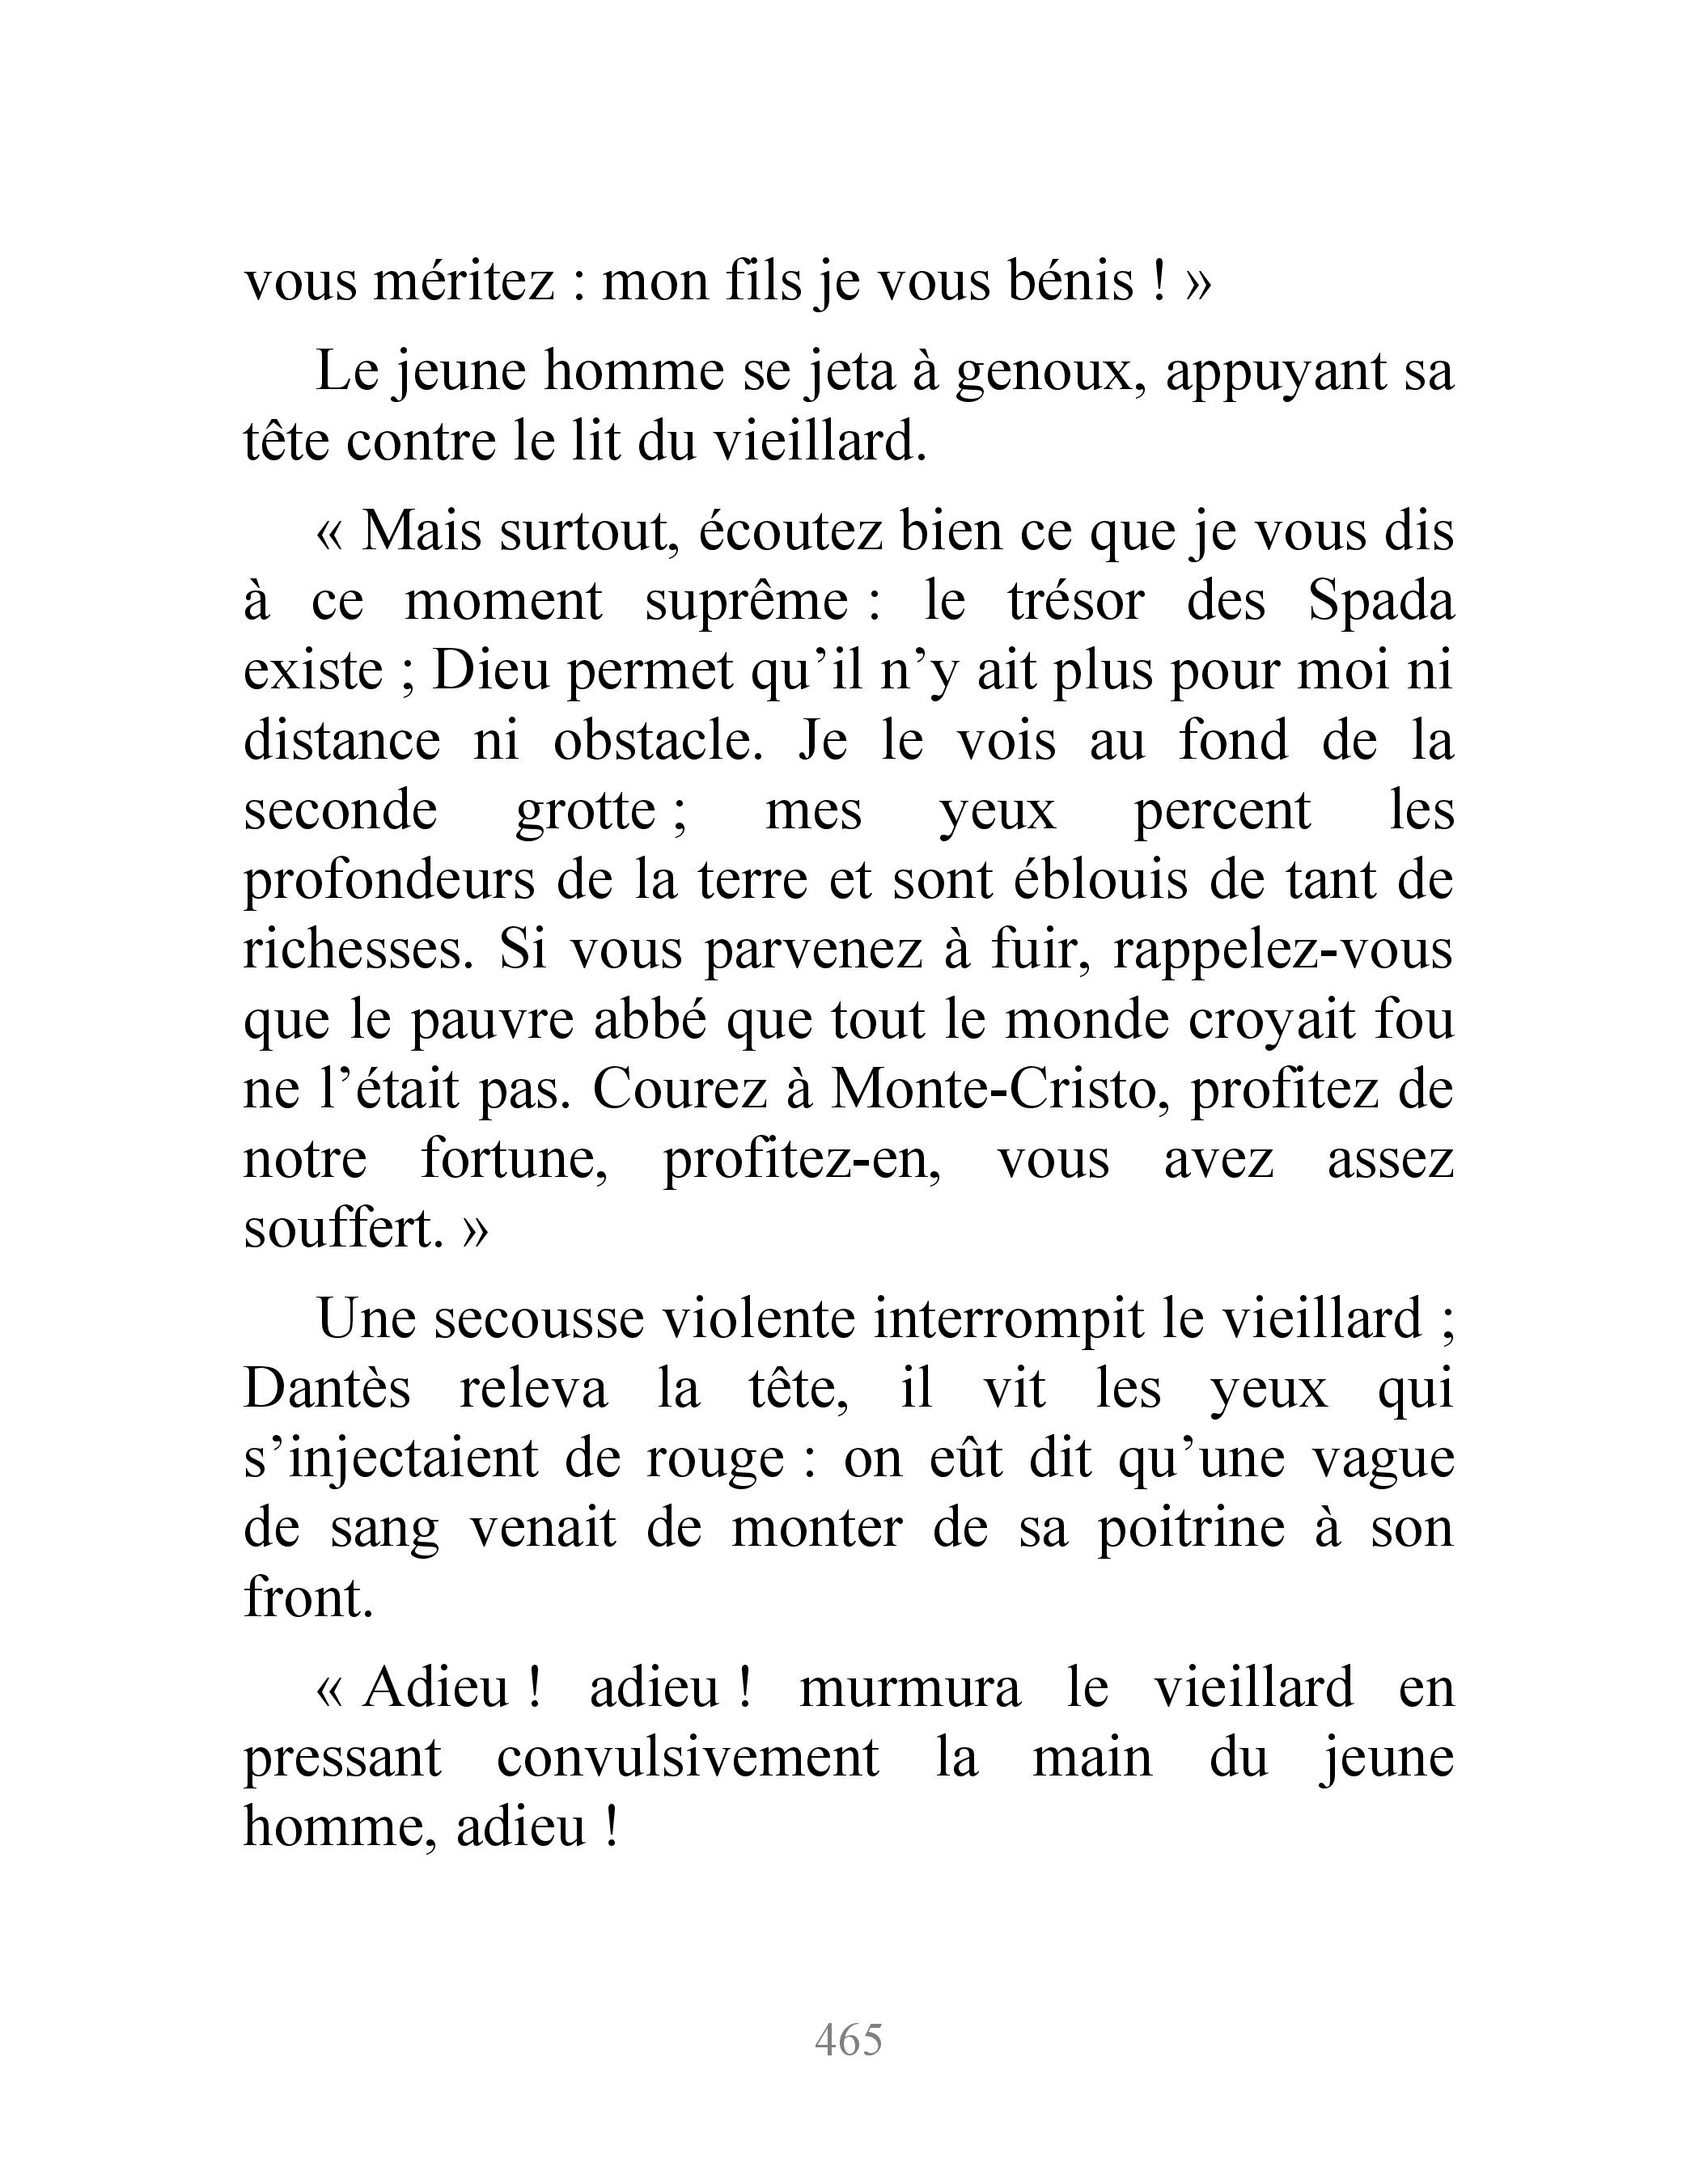 vous méritez : mon fils je vous bénis ! »
Le jeune homme se jeta à genoux, appuyant sa
tête contre le lit du vieillard.
« Mais surtout, écoutez bien ce que je vous dis
à ce moment suprême : le trésor des Spada
existe ; Dieu permet qu’il n’y ait plus pour moi ni
distance ni obstacle. Je le vois au fond de la
seconde grotte ; mes yeux percent les
profondeurs de la terre et sont éblouis de tant de
richesses. Si vous parvenez à fuir, rappelez-vous
que le pauvre abbé que tout le monde croyait fou
ne l’était pas. Courez à Monte-Cristo, profitez de
notre fortune, profitez-en, vous avez assez
souffert. »
Une secousse violente interrompit le vieillard ;
Dantès releva la tête, il vit les yeux qui
s’injectaient de rouge : on eût dit qu’une vague
de sang venait de monter de sa poitrine à son
front.
« Adieu ! adieu ! murmura le vieillard en
pressant convulsivement la main du jeune
homme, adieu !
465